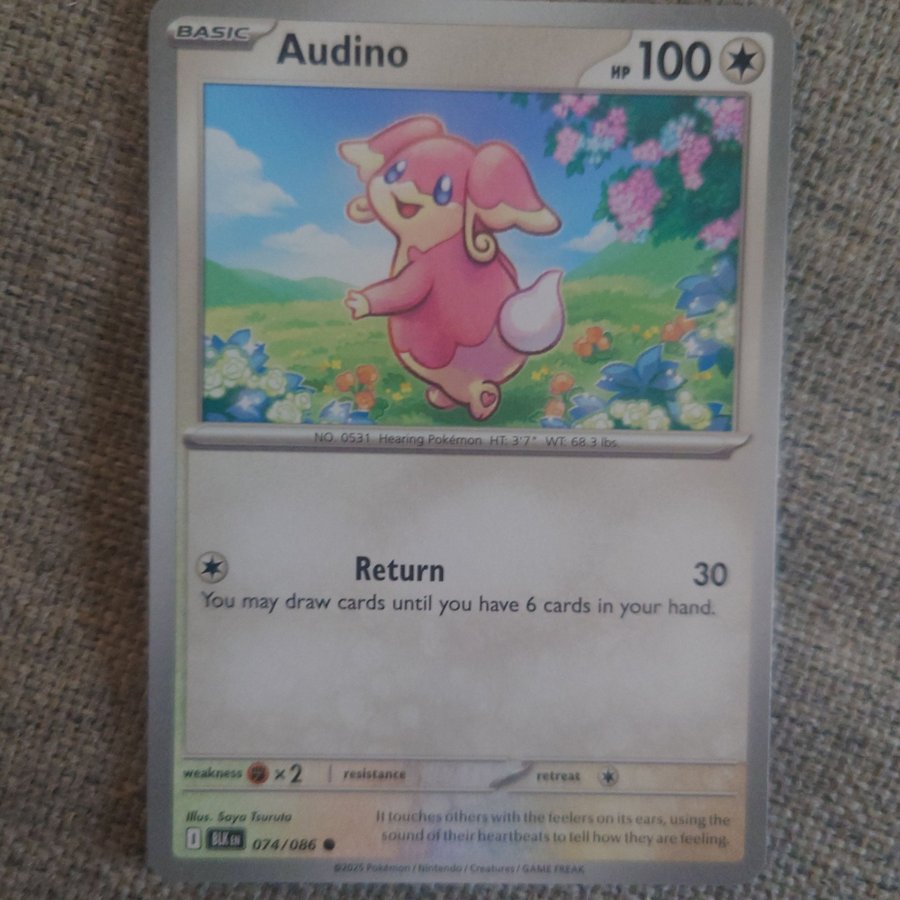 BASIC Audino HP 100
NO. 0531 Hearing Pokémon HT: 3'7" WT: 68.3 lbs.
Return 30
You may draw cards until you have 6 cards in your hand.
weakness ×2 resistance retreat
Illus. Saya Tsuruta
It touches others with the feelers on its ears, using the
sound of their heartbeats to tell how they are feeling.
I BLK EN 074/086
©2025 Pokémon / Nintendo / Creatures / GAME FREAK